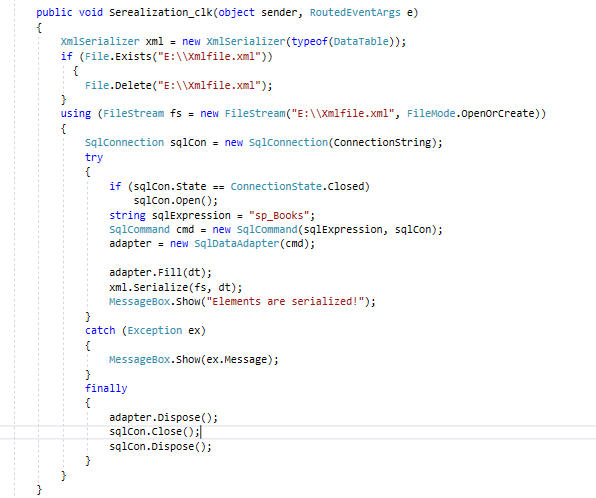 public void Serealization_clk(object sender, RoutedEventArgs e)
{
XmlSerializer xml = new XmlSerializer(typeof(DataTable));
if (File.Exists("E:\\Xmlfile.xml"))
{
File.Delete("E:\\Xmlfile.xml");
}
using (FileStream fs = new FileStream("E:\\Xmlfile.xml", FileMode.OpenOrCreate))
{
SqlConnection sqlCon = new SqlConnection(ConnectionString);
try
{
if (sqlCon.State == ConnectionState.Closed)
sqlCon.Open();
string sqlExpression = "sp_Books";
SqlCommand cmd = new SqlCommand(sqlExpression, sqlCon);
adapter = new SqlDataAdapter(cmd);
adapter.Fill(dt);
xml.Serialize(fs, dt);
MessageBox.Show("Elements are serialized!");
}
catch (Exception ex)
{
MessageBox.Show(ex.Message);
}
finally
{
adapter.Dispose();
sqlCon.Close();
sqlCon.Dispose();
}
}
}